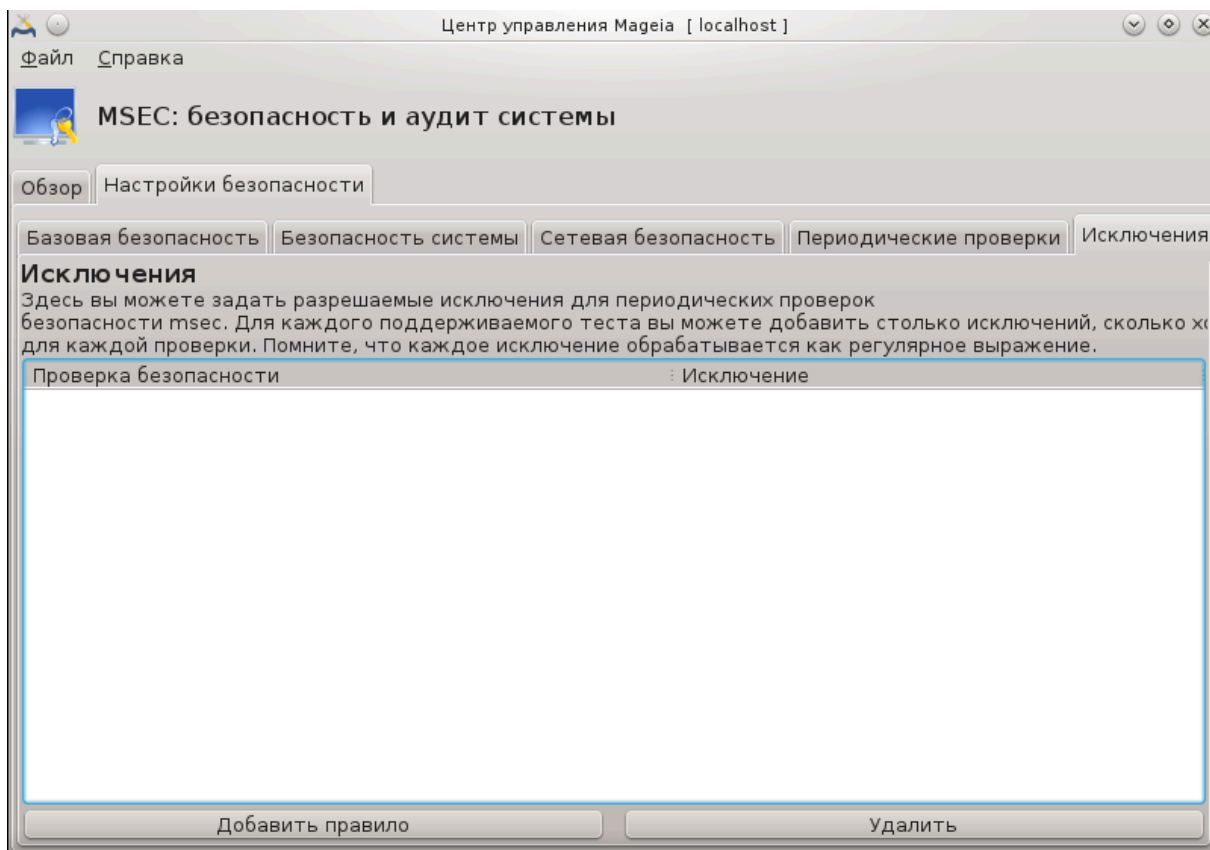 Центр управления Mageia [ localhost ]
Файл Справка
MSEC: безопасность и аудит системы
Обзор Настройки безопасности
Базовая безопасность Безопасность системы Сетевая безопасность Периодические проверки Исключения
Исключения
Здесь вы можете задать разрешаемые исключения для периодических проверок
безопасности msec. Для каждого поддерживаемого теста вы можете добавить столько исключений, сколько
для каждой проверки. Помните, что каждое исключение обрабатывается как регулярное выражение.
Проверка безопасности Исключение
Добавить правило Удалить